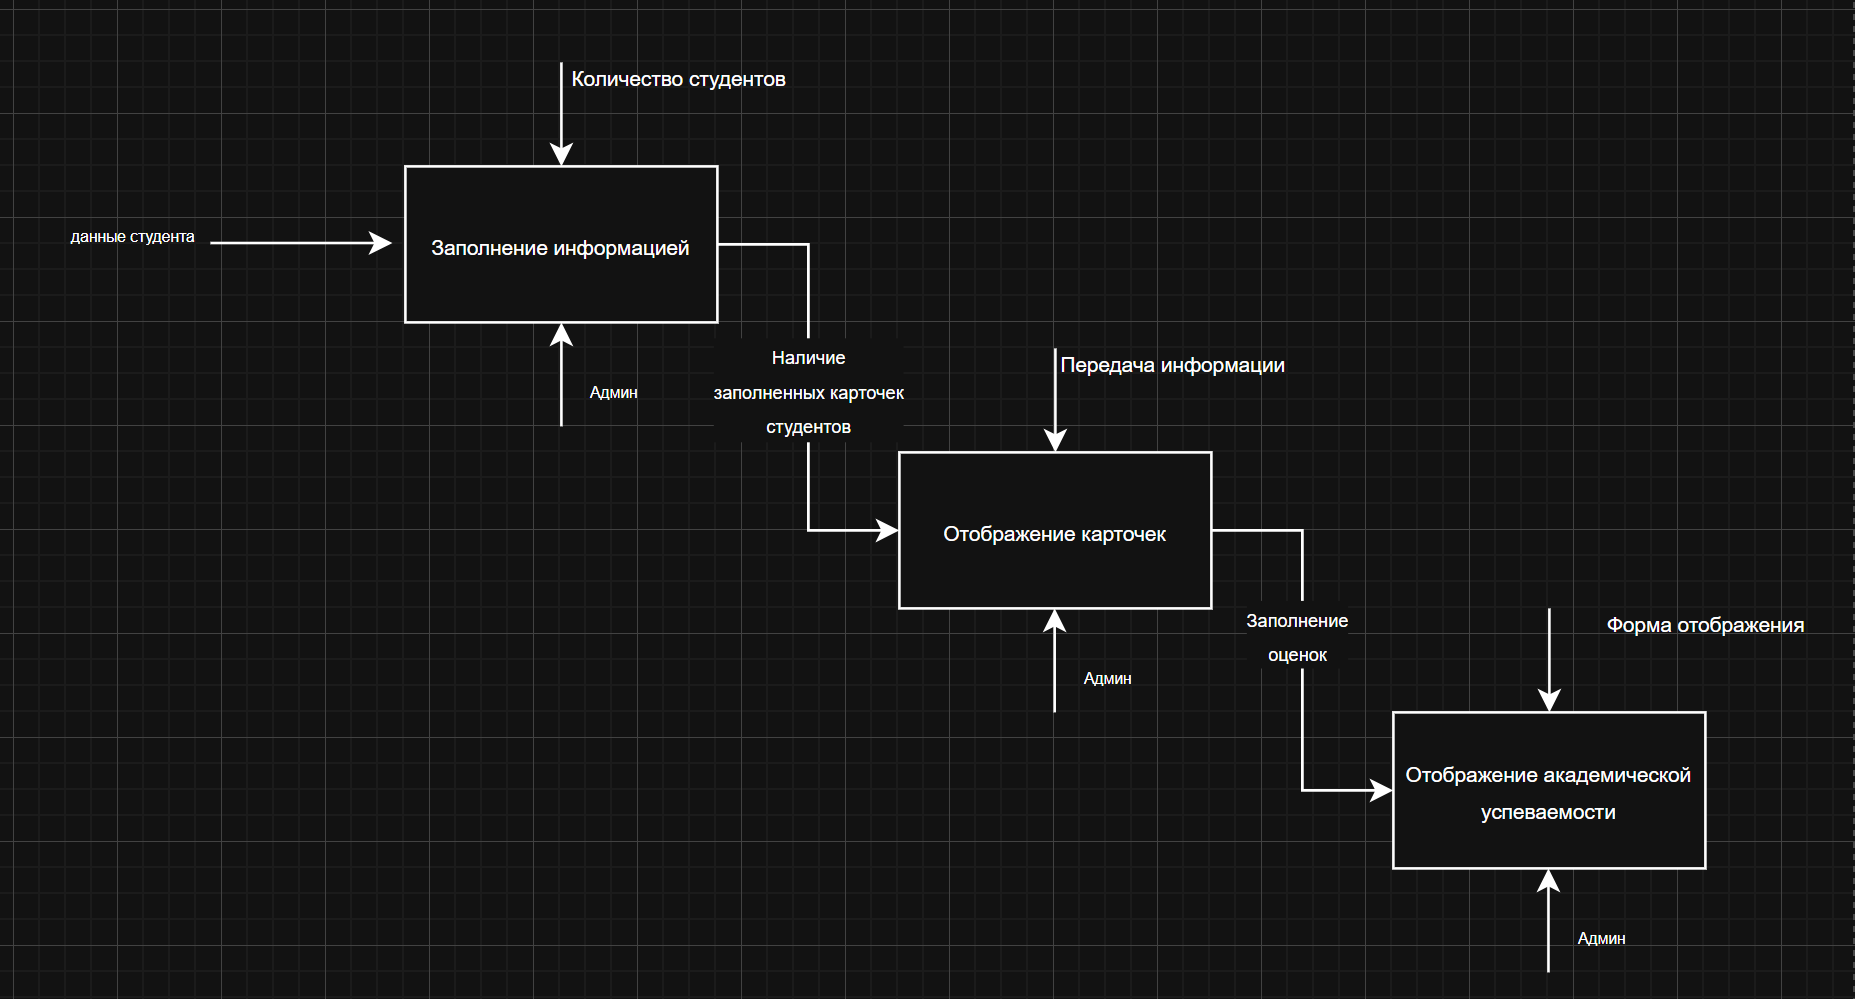 Количество студентов
данные студента
Заполнение информацией
Админ
Наличие
заполненных карточек
студентов
Передача информации
Отображение карточек
Админ
Заполнение
оценок
Форма отображения
Отображение академической
успеваемости
Админ